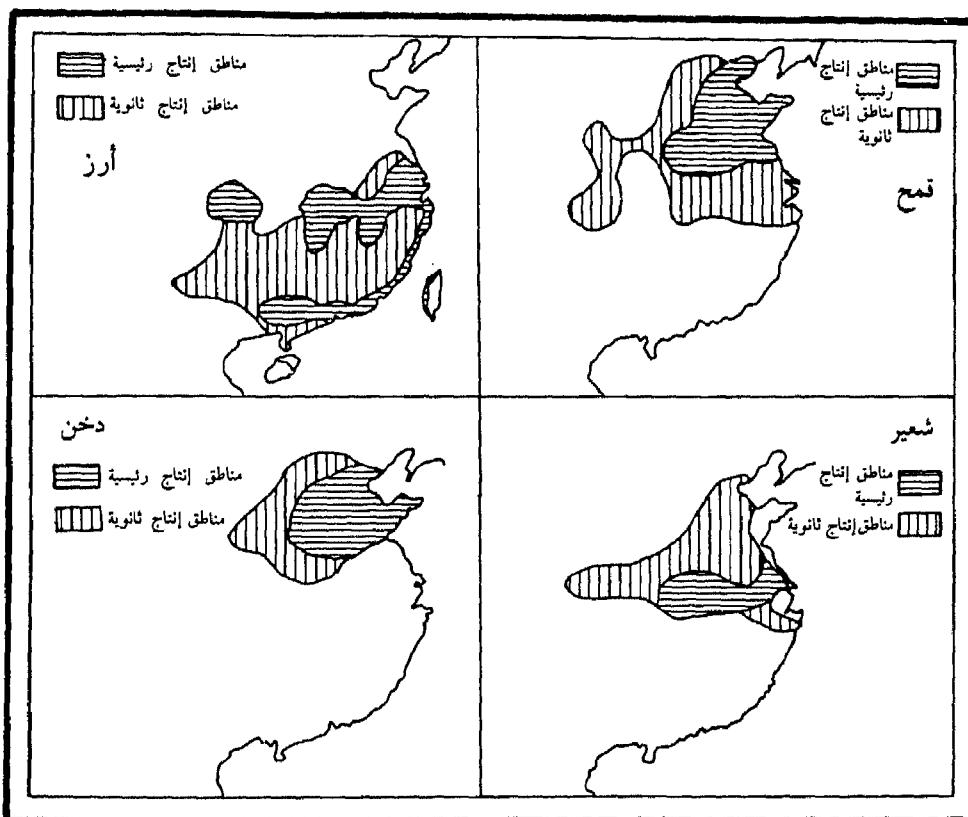 مناطق إنتاج
رئيسية
مناطق إنتاج
ثانوية
قمح
مناطق إنتاج رئيسية
مناطق إنتاج ثانوية
أرز
شعير
مناطق إنتاج
رئيسية
مناطق إنتاج ثانوية
دخن
مناطق إنتاج رئيسية
مناطق إنتاج ثانوية